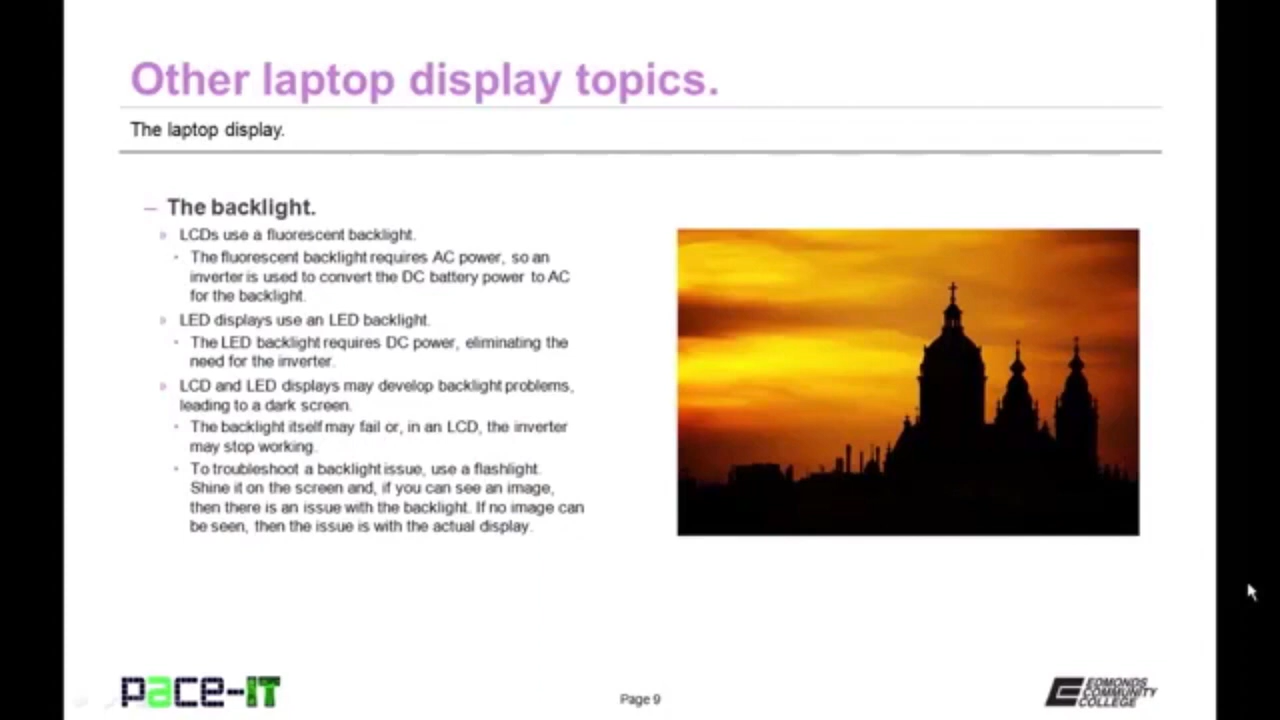 Other laptop display topics.
The laptop display.
– The backlight.
» LCDs use a fluorescent backlight.
• The fluorescent backlight requires AC power, so an
inverter is used to convert the DC battery power to AC
for the backlight.
» LED displays use an LED backlight.
• The LED backlight requires DC power, eliminating the
need for the inverter.
» LCD and LED displays may develop backlight problems,
leading to a dark screen.
• The backlight itself may fail or, in an LCD, the inverter
may stop working.
• To troubleshoot a backlight issue, use a flashlight.
Shine it on the screen and, if you can see an image,
then there is an issue with the backlight. If no image can
be seen, then the issue is with the actual display.
pace-IT
Page 9
EDMONDS
COMMUNITY
COLLEGE